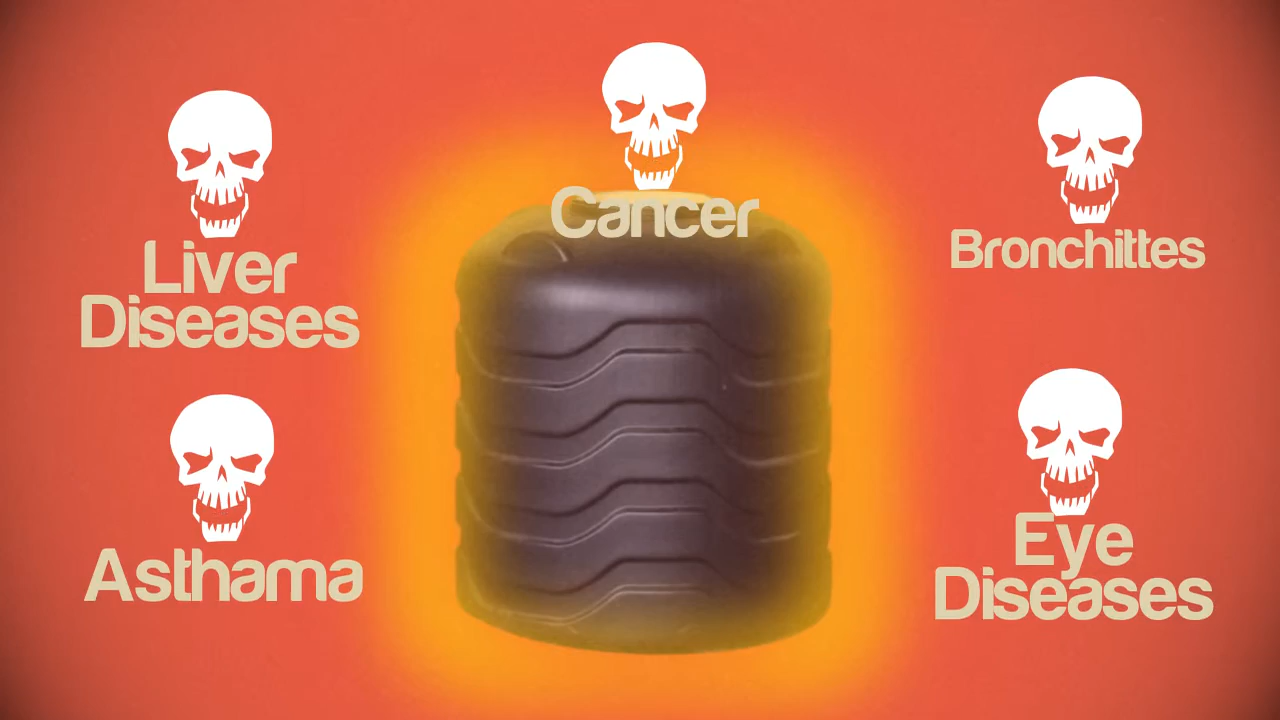 Cancer
Liver
Diseases
Bronchittes
Asthama
Eye
Diseases